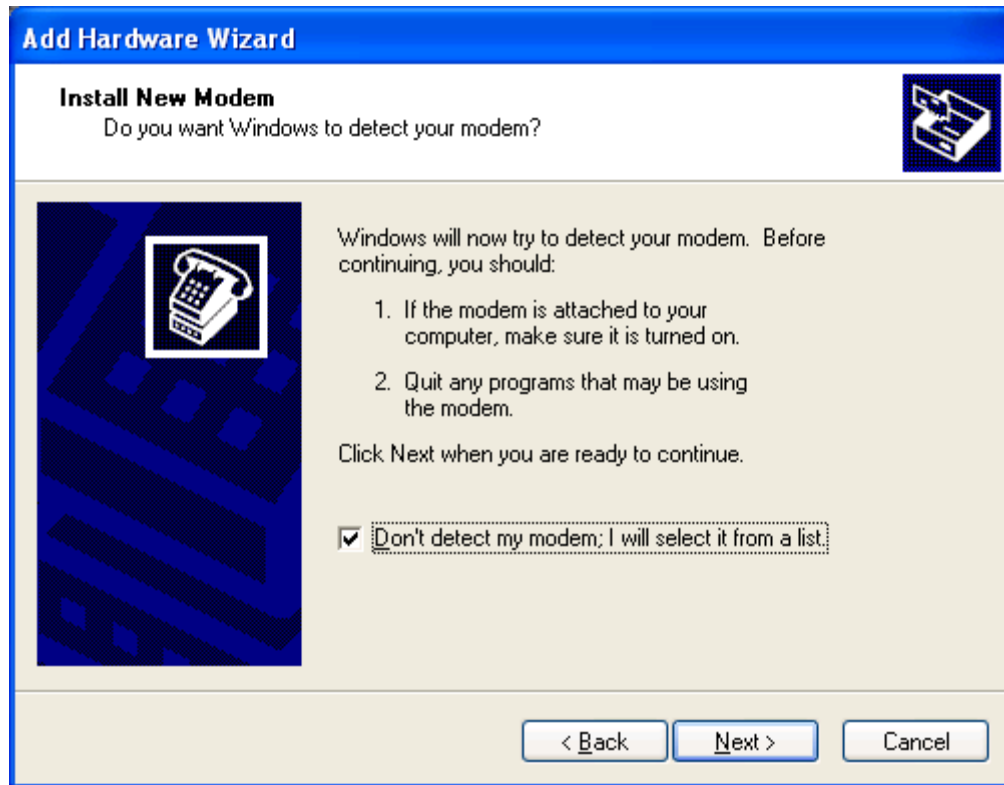 Add Hardware Wizard
Install New Modem
Do you want Windows to detect your modem?
Windows will now try to detect your modem.  Before
continuing, you should:
1. If the modem is attached to your
computer, make sure it is turned on.
2. Quit any programs that may be using
the modem.
Click Next when you are ready to continue.
Don't detect my modem; I will select it from a list.
< Back
Next >
Cancel